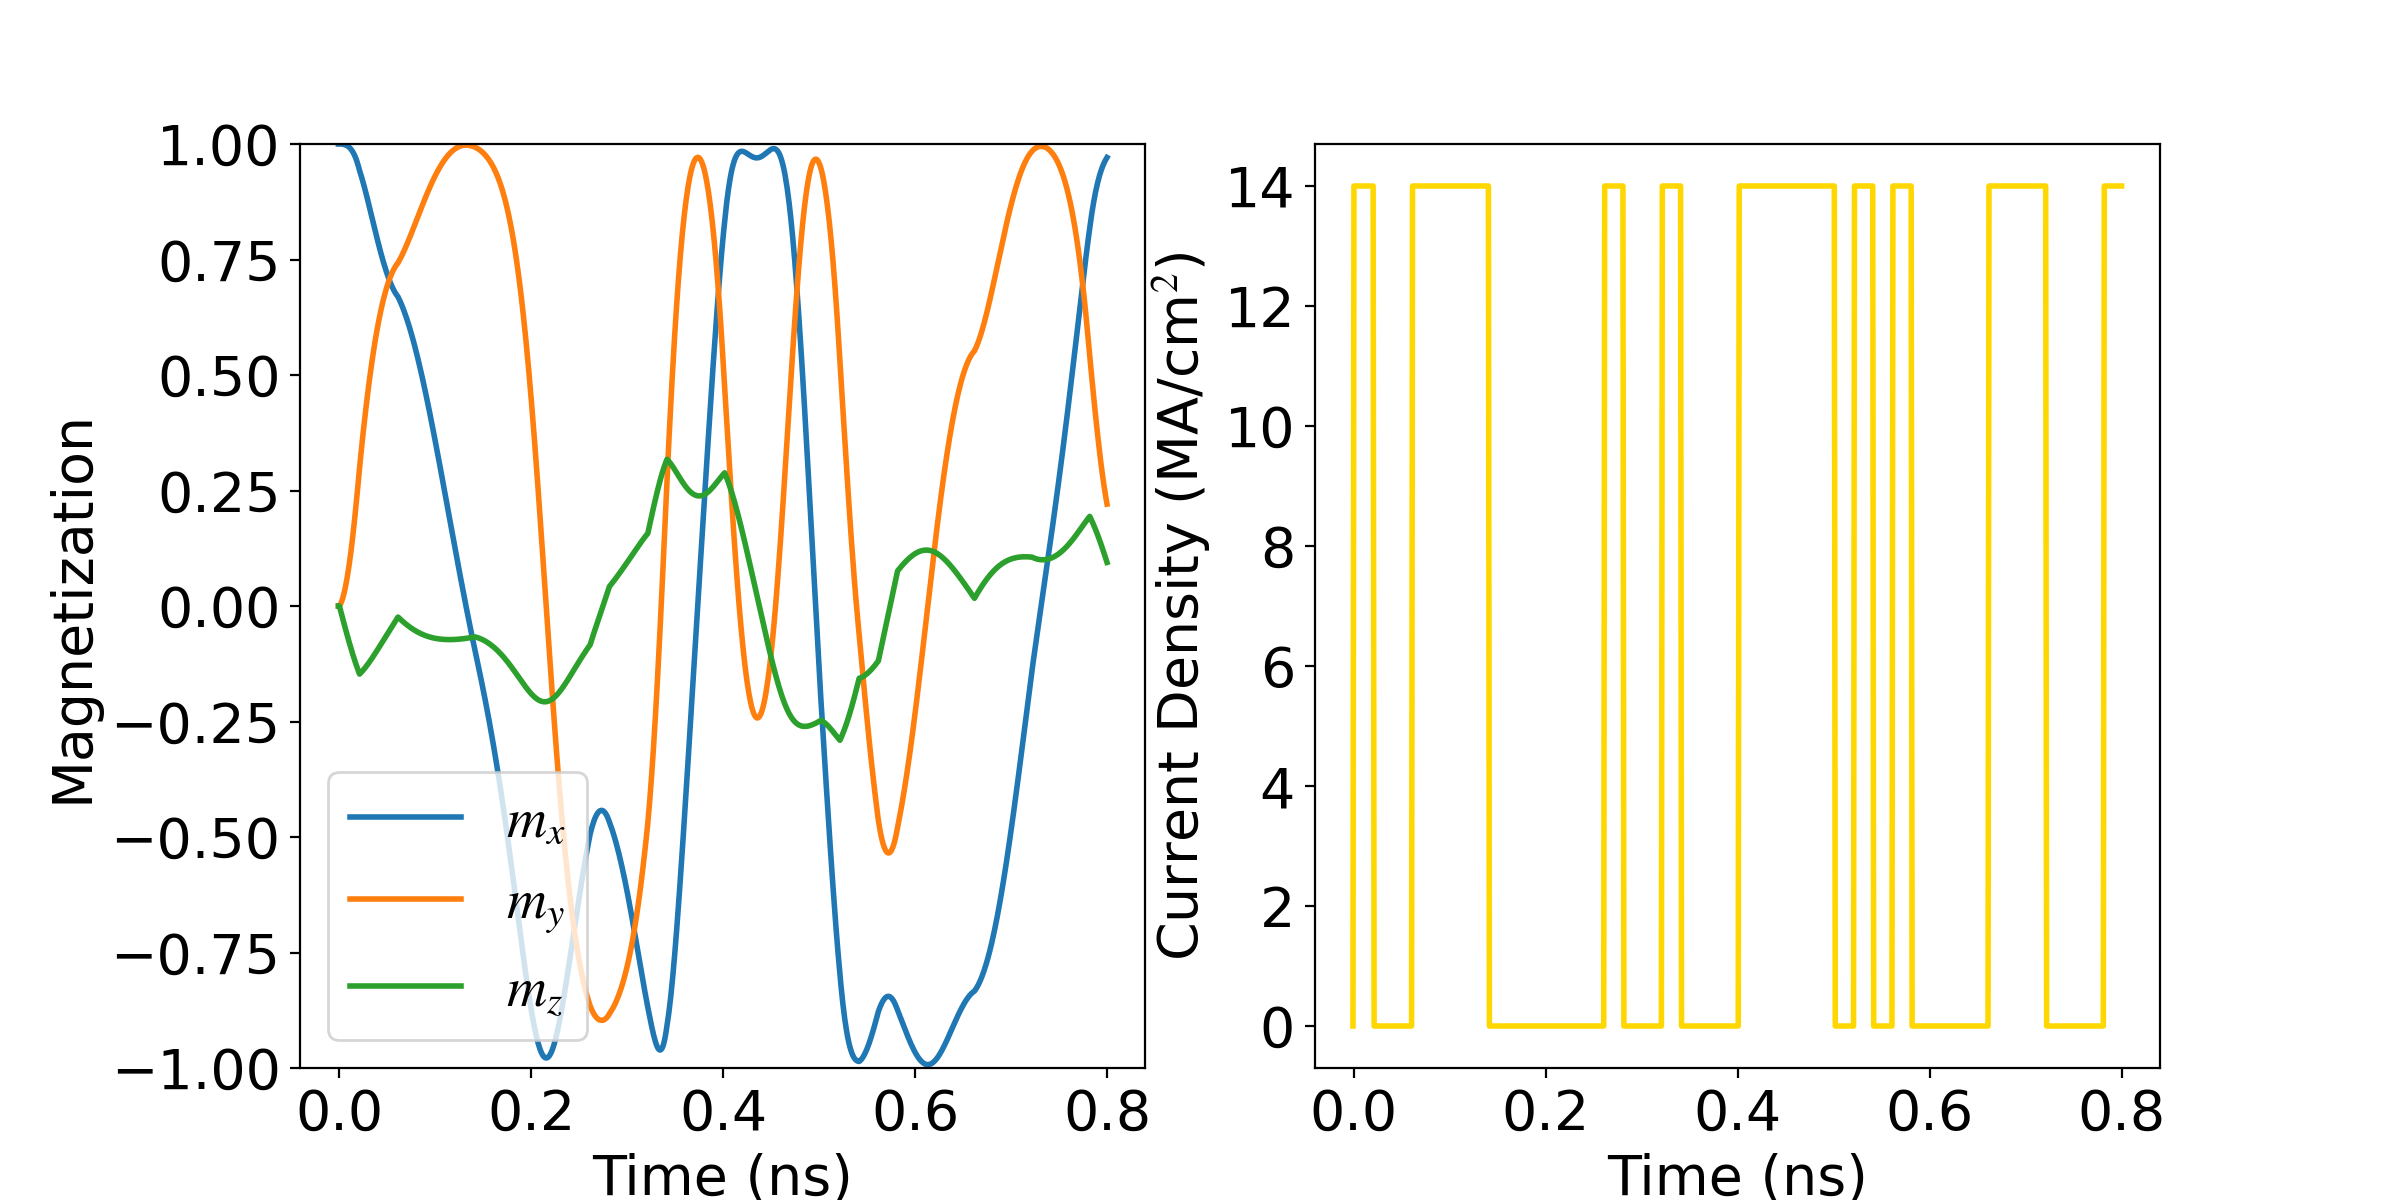 Magnetization
1.00
0.75
0.50
0.25
0.00
−0.25
−0.50
−0.75
−1.00
0.0 0.2 0.4 0.6 0.8
Time (ns)
m_x
m_y
m_z
Current Density (MA/cm²)
14
12
10
8
6
4
2
0
0.0 0.2 0.4 0.6 0.8
Time (ns)